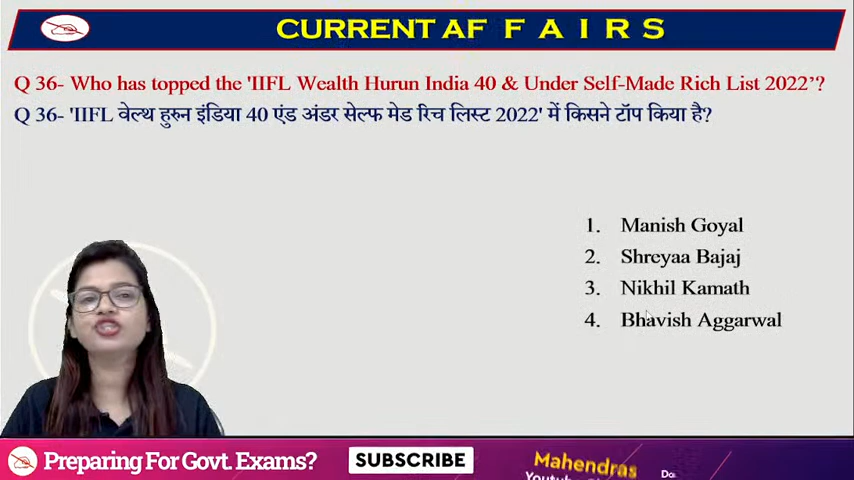 CURRENT AF F A I R S
Q 36- Who has topped the 'IIFL Wealth Hurun India 40 & Under Self-Made Rich List 2022’?
Q 36- 'IIFL वेल्थ हुरुन इंडिया 40 एंड अंडर सेल्फ मेड रिच लिस्ट 2022' में किसने टॉप किया है?
1. Manish Goyal
2. Shreyaa Bajaj
3. Nikhil Kamath
4. Bhavish Aggarwal
Preparing For Govt. Exams? SUBSCRIBE Mahendras